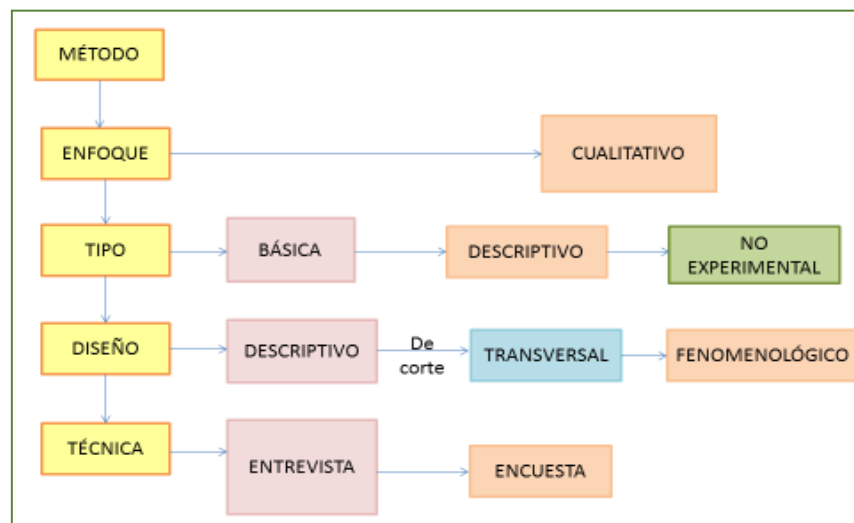 MÉTODO
ENFOQUE
CUALITATIVO
TIPO
BÁSICA
DESCRIPTIVO
NO
EXPERIMENTAL
DISEÑO
DESCRIPTIVO
De
corte
TRANSVERSAL
FENOMENOLÓGICO
TÉCNICA
ENTREVISTA
ENCUESTA